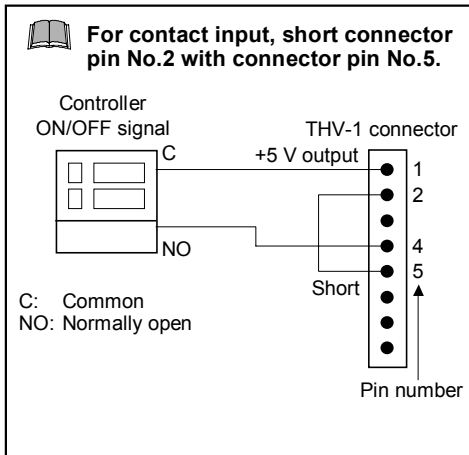 For contact input, short connector
pin No.2 with connector pin No.5.
Controller
ON/OFF signal
THV-1 connector
C
+5 V output
1
2
NO
4
5
Short
C: Common
NO: Normally open
Pin number